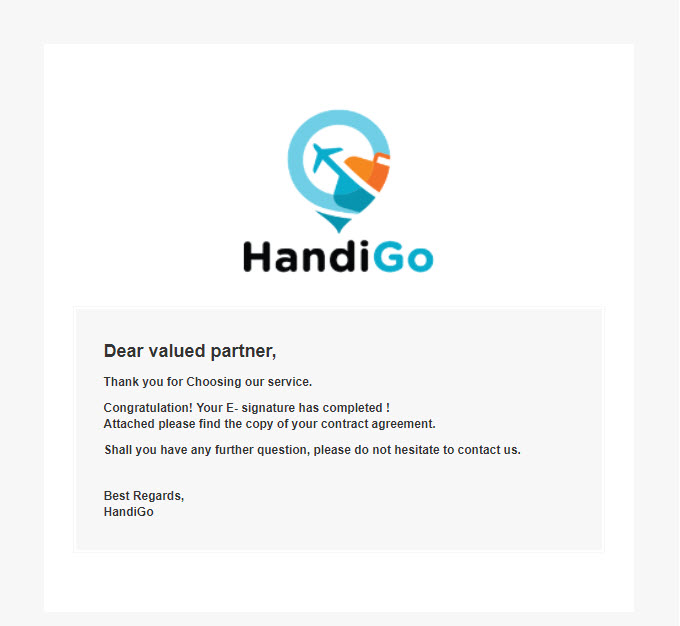 HandiGo
Dear valued partner,
Thank you for Choosing our service.
Congratulation! Your E- signature has completed !
Attached please find the copy of your contract agreement.
Shall you have any further question, please do not hesitate to contact us.
Best Regards,
HandiGo